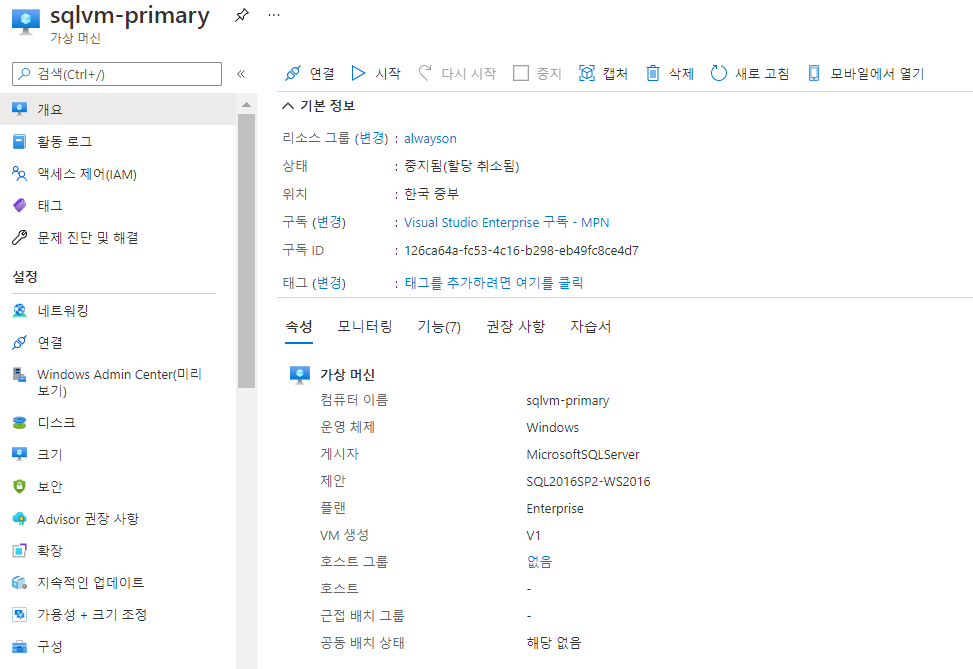 sqlvm-primary
···
가상 머신
검색(Ctrl+/)
«
연결
시작
다시 시작
중지
캡처
삭제
새로 고침
모바일에서 열기
개요
활동 로그
액세스 제어(IAM)
태그
문제 진단 및 해결
설정
네트워킹
연결
Windows Admin Center(미리
보기)
디스크
크기
보안
Advisor 권장 사항
확장
지속적인 업데이트
가용성 + 크기 조정
구성
기본 정보
리소스 그룹 (변경) : alwayson
상태 : 중지됨(할당 취소됨)
위치 : 한국 중부
구독 (변경) : Visual Studio Enterprise 구독 - MPN
구독 ID : 126ca64a-fc53-4c16-b298-eb49fc8ce4d7
태그 (변경) : 태그를 추가하려면 여기를 클릭
속성 모니터링 기능(7) 권장 사항 자습서
가상 머신
컴퓨터 이름 sqlvm-primary
운영 체제 Windows
게시자 MicrosoftSQLServer
제안 SQL2016SP2-WS2016
플랜 Enterprise
VM 생성 V1
호스트 그룹 없음
호스트 -
근접 배치 그룹 -
공동 배치 상태 해당 없음